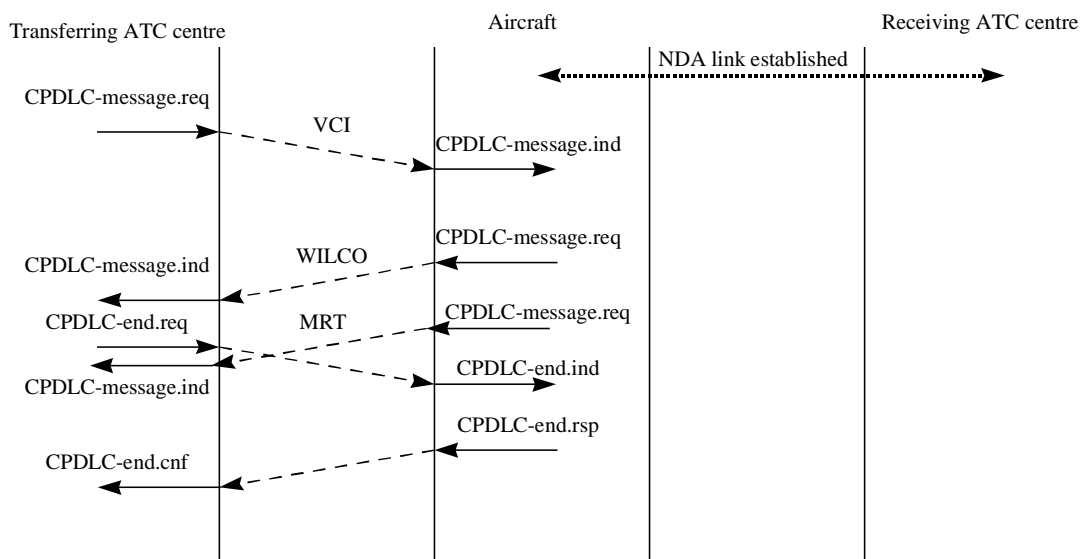 Transferring ATC centre
Aircraft
Receiving ATC centre
NDA link established
CPDLC-message.req
VCI
CPDLC-message.ind
CPDLC-message.req
WILCO
CPDLC-message.ind
CPDLC-message.req
CPDLC-end.req
MRT
CPDLC-end.ind
CPDLC-message.ind
CPDLC-end.rsp
CPDLC-end.cnf